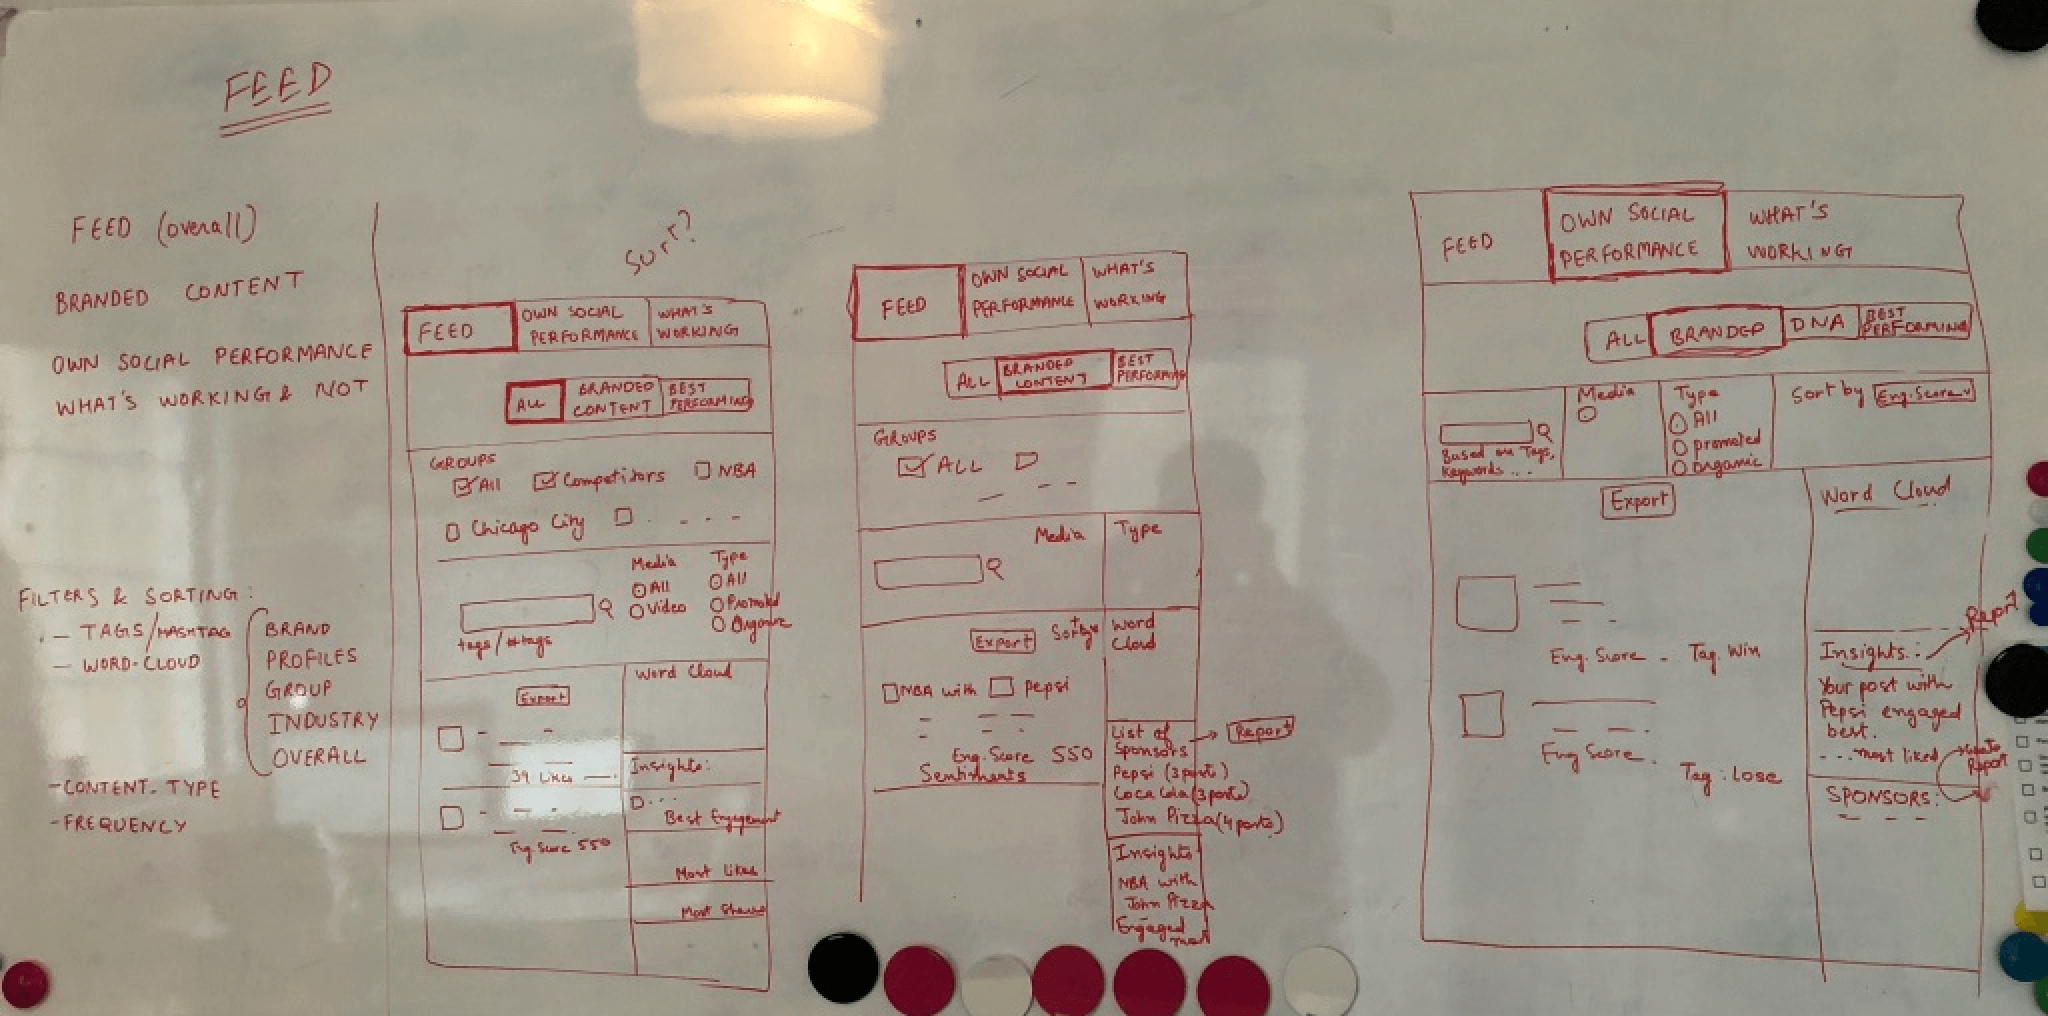 FEED
FEED (overall)
BRANDED CONTENT
OWN SOCIAL PERFORMANCE
WHAT'S WORKING & NOT
FILTERS & SORTING :
- TAGS/HASHTAG
- WORD-CLOUD
BRAND
PROFILES
GROUP
INDUSTRY
OVERALL
- CONTENT. TYPE
- FREQUENCY
Sort?
FEED
OWN SOCIAL
PERFORMANCE
WHAT'S
WORKING
ALL
BRANDED
CONTENT
BEST
PERFORMING
GROUPS
All
Competitors
NBA
Chicago City
Media
All
Video
Type
All
Promoted
Organic
tags/#tags
Export
39 Likes
Eng. Score 550
Word Cloud
Insights:
Best Engagement
Most Likes
Most Shares
FEED
OWN SOCIAL
PERFORMANCE
WHAT'S
WORKING
ALL
BRANDED
CONTENT
BEST
PERFORMING
GROUPS
ALL
Media
Type
Export
Sort by
NBA with Pepsi
Eng. Score 550
Sentiments
Word
Cloud
List of
Sponsors
Report
Pepsi (3 posts)
Coca Cola (3 posts)
John Pizza (4 posts)
Insights
NBA with
John Pizza
Engaged
most
FEED
OWN SOCIAL
PERFORMANCE
WHAT'S
WORKING
ALL
BRANDED
DNA
BEST
PERFORMING
Based on Tags,
Keywords ...
Media
Type
All
promoted
Organic
Sort by Eng. Score
Export
Eng. Score
Tag. Win
Eng Score.
Tag : Lose
Word Cloud
Insights :
Report
Your post with
Pepsi engaged
best.
... most liked
Report
SPONSORS: